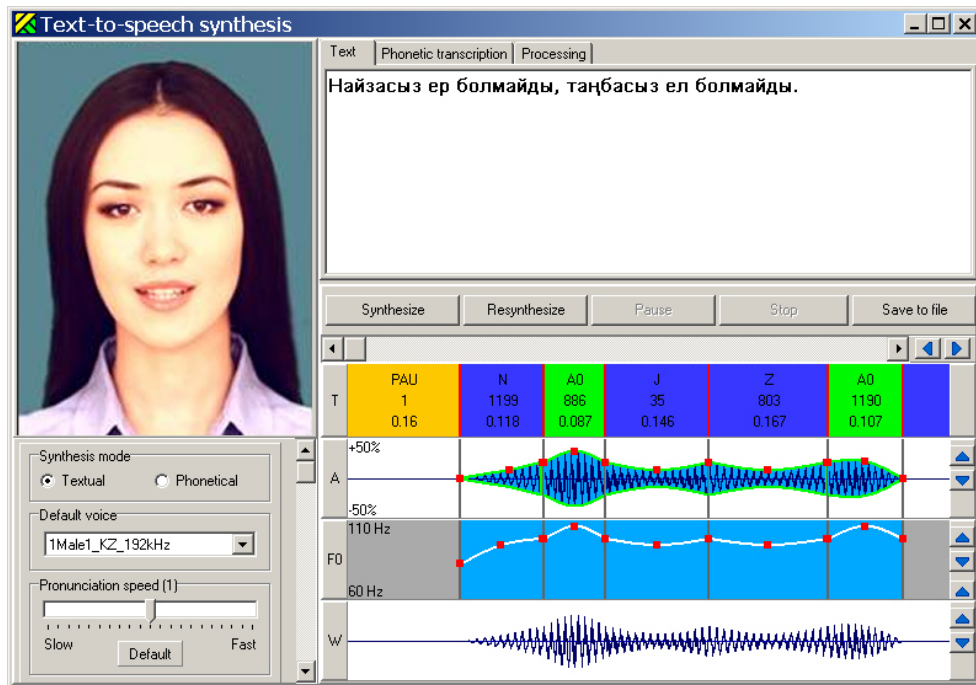 Text-to-speech synthesis
Text Phonetic transcription Processing
Найзасыз ер болмайды, таңбасыз ел болмайды.
Synthesize Resynthesize Pause Stop Save to file
T PAU N A0 J Z A0
1 1199 886 35 803 1190
0.16 0.118 0.087 0.146 0.167 0.107
+50%
A
-50%
110 Hz
F0
60 Hz
W
Synthesis mode
Textual Phonetical
Default voice
1Male1_KZ_192kHz
Pronunciation speed (1)
Slow Default Fast